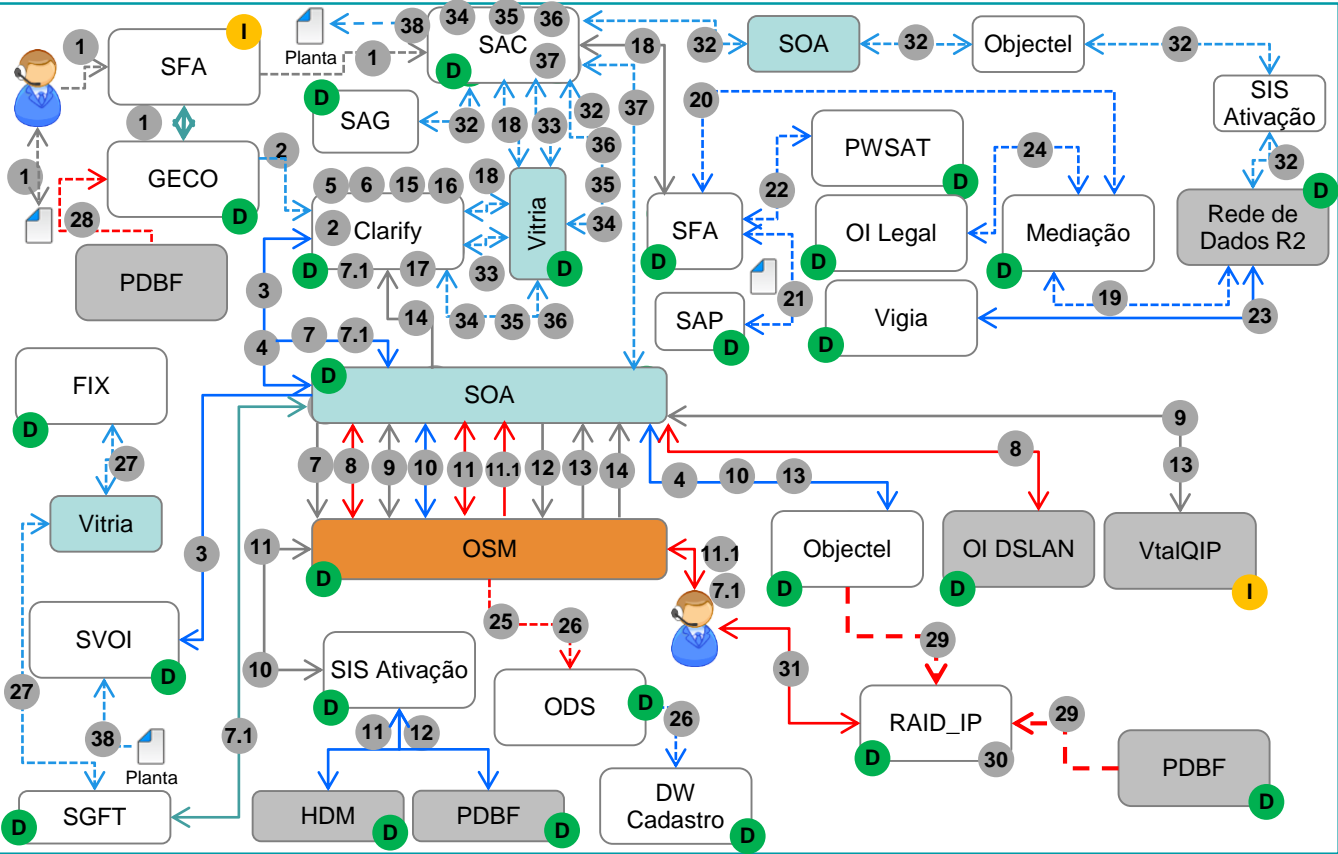 1
SFA
I
1
Planta
38
34
35
36
SAC
37
D
18
32
SOA
32
Objectel
32
SIS
Ativação
32
1
GECO
D
2
1
28
PDBF
D
SAG
32
18
33
32
36
35
34
37
20
PWSAT
D
24
22
SFA
D
OI Legal
D
Mediação
D
D
Rede de
Dados R2
5
6
15
16
18
2
Clarify
D
7.1
17
33
Vitria
D
34
35
36
14
21
SAP
D
Vigia
D
19
23
3
4
7
7.1
FIX
D
27
Vitria
D
SOA
7
8
9
10
11
11.1
12
13
14
4
10
13
8
9
13
3
11
OSM
D
11.1
7.1
Objectel
D
OI DSLAN
D
VtalQIP
I
25
26
SVOI
D
27
38
Planta
10
7.1
SIS Ativação
D
11
12
ODS
D
26
31
29
RAID_IP
D
30
29
PDBF
D
SGFT
D
HDM
D
PDBF
D
DW
Cadastro
D